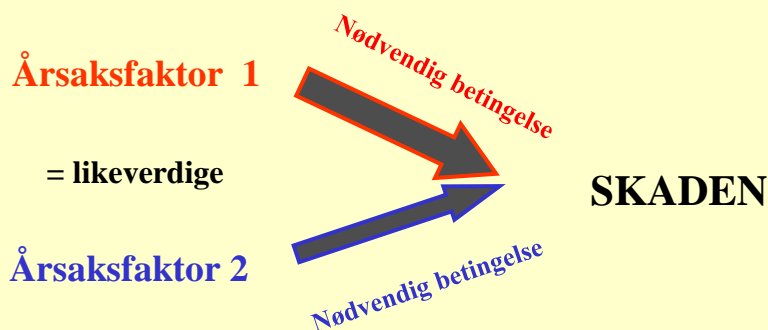 Nødvendig betingelse
Årsaksfaktor 1
= likeverdige
SKADEN
Årsaksfaktor 2
Nødvendig betingelse